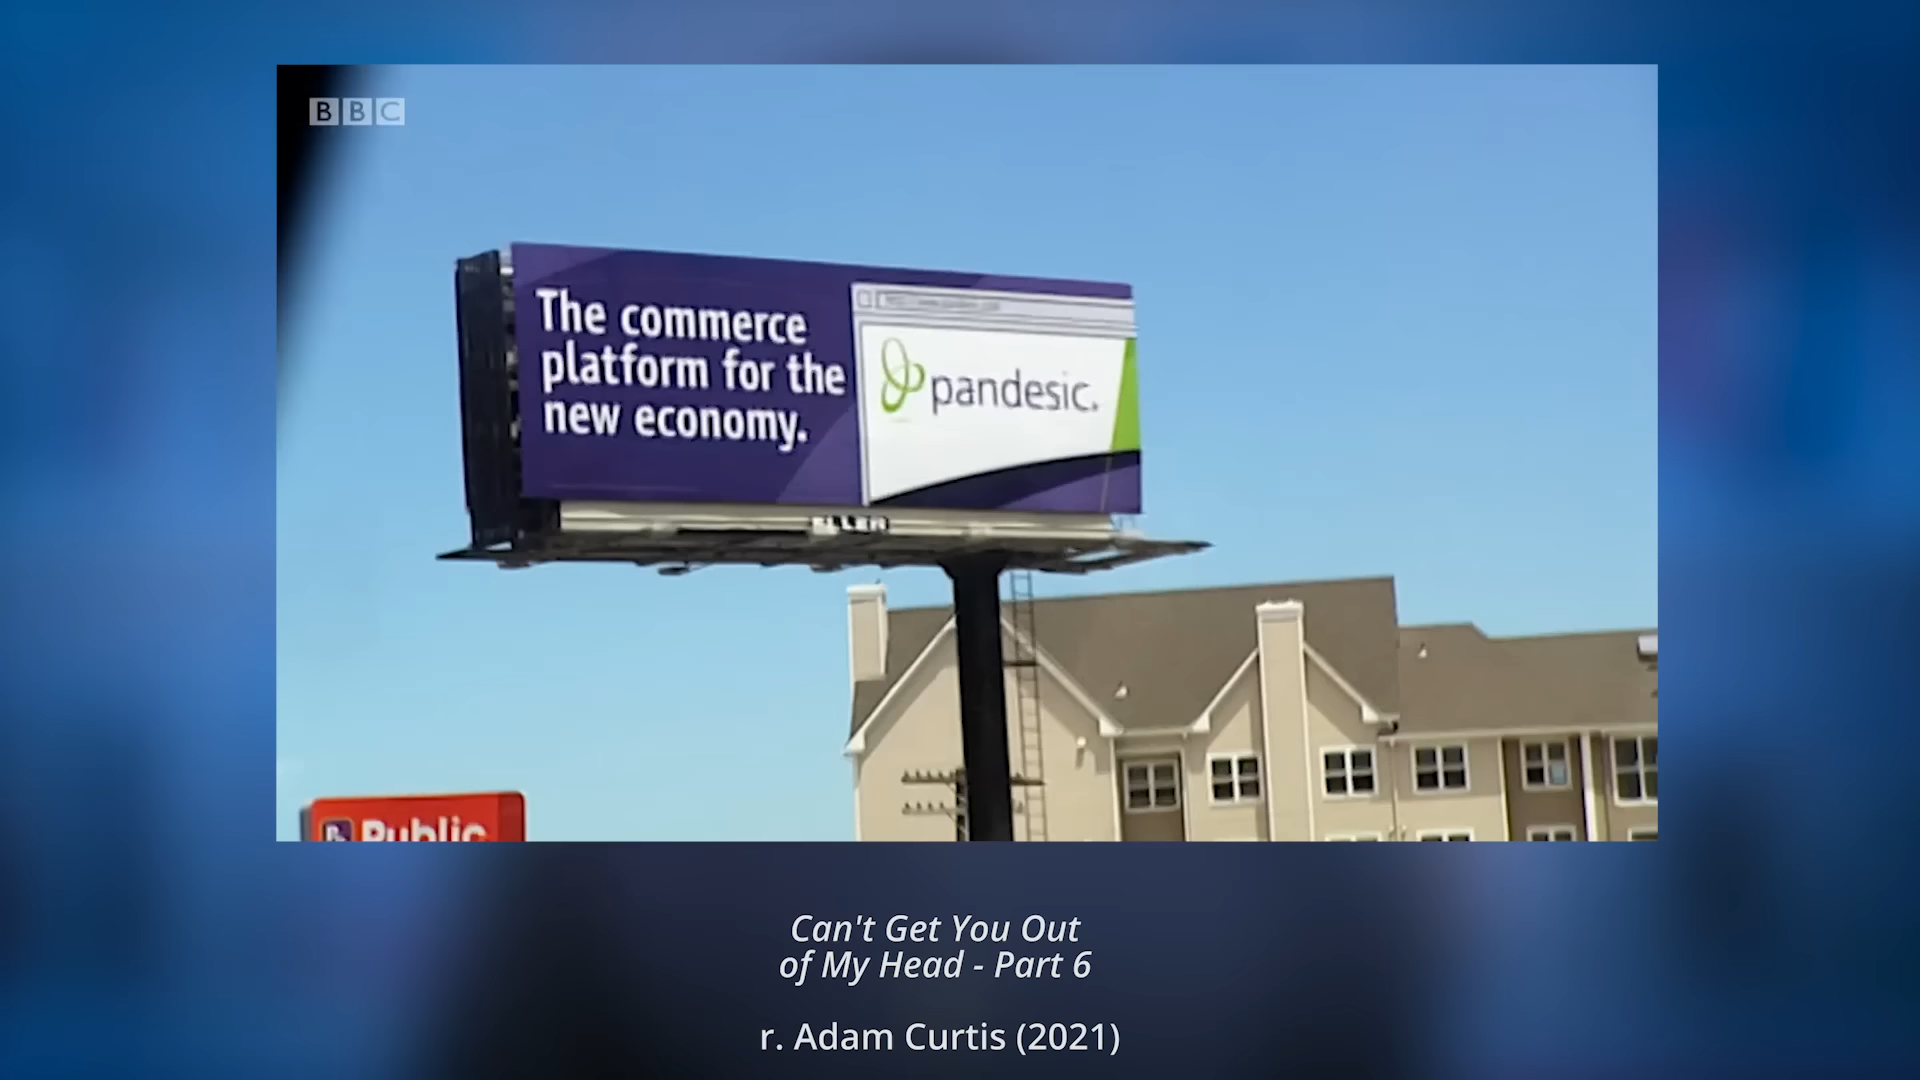 BBC
The commerce
platform for the
new economy.
pandesic.
ELLER
Public
Can't Get You Out
of My Head - Part 6
r. Adam Curtis (2021)